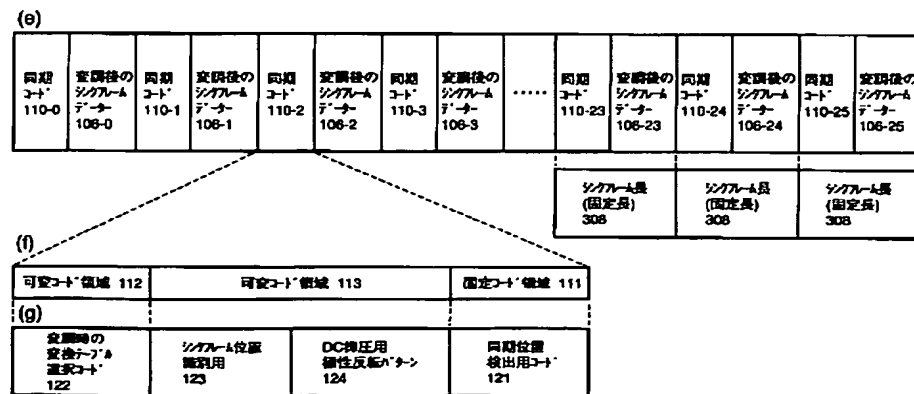 (e)
同期 変調後の 同期 変調後の 同期 変調後の 同期 変調後の 同期 変調後の 同期 変調後の 同期 変調後の
コード シンクフレーム コード シンクフレーム コード シンクフレーム コード シンクフレーム ‥‥‥ コード シンクフレーム コード シンクフレーム コード シンクフレーム
110-0 データー 110-1 データー 110-2 データー 110-3 データー 110-23 データー 110-24 データー 110-25 データー
106-0 106-1 106-2 106-3 106-23 106-24 106-25
シンクフレーム長 シンクフレーム長 シンクフレーム長
(固定長) (固定長) (固定長)
308 308 308
(f)
可変コード領域 112 可変コード領域 113 固定コード領域 111
(g)
変調時の
変換テーブル
選択コード
122
シンクフレーム位置
識別用
123
DC抑圧用
極性反転パターン
124
同期位置
検出用コード
121